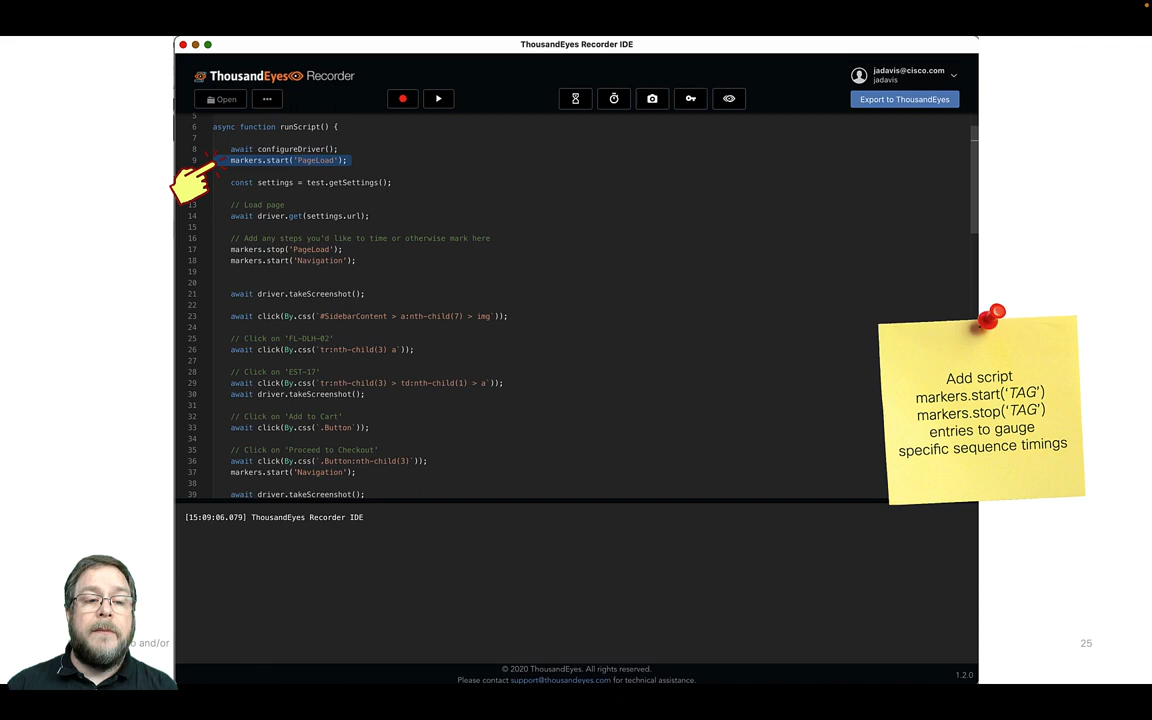 ThousandEyes Recorder IDE
ThousandEyes Recorder
jadavis@cisco.com
jadavis
Open
Export to ThousandEyes
5
6 async function runScript() {
7
8 await configureDriver();
9 markers.start('PageLoad');
const settings = test.getSettings();
13 // Load page
14 await driver.get(settings.url);
15
16 // Add any steps you'd like to time or otherwise mark here
17 markers.stop('PageLoad');
18 markers.start('Navigation');
19
20
21 await driver.takeScreenshot();
22
23 await click(By.css(`#SidebarContent > a:nth-child(7) > img`));
24
25 // Click on 'FL-DLH-02'
26 await click(By.css(`tr:nth-child(3) a`));
27
28 // Click on 'EST-17'
29 await click(By.css(`tr:nth-child(3) > td:nth-child(1) > a`));
30 await driver.takeScreenshot();
31
32 // Click on 'Add to Cart'
33 await click(By.css(`.Button`));
34
35 // Click on 'Proceed to Checkout'
36 await click(By.css(`.Button:nth-child(3)`));
37 markers.start('Navigation');
38
39 await driver.takeScreenshot();
Add script
markers.start('TAG')
markers.stop('TAG')
entries to gauge
specific sequence timings
[15:09:06.079] ThousandEyes Recorder IDE
and/or
25
© 2020 ThousandEyes. All rights reserved.
Please contact support@thousandeyes.com for technical assistance.
1.2.0